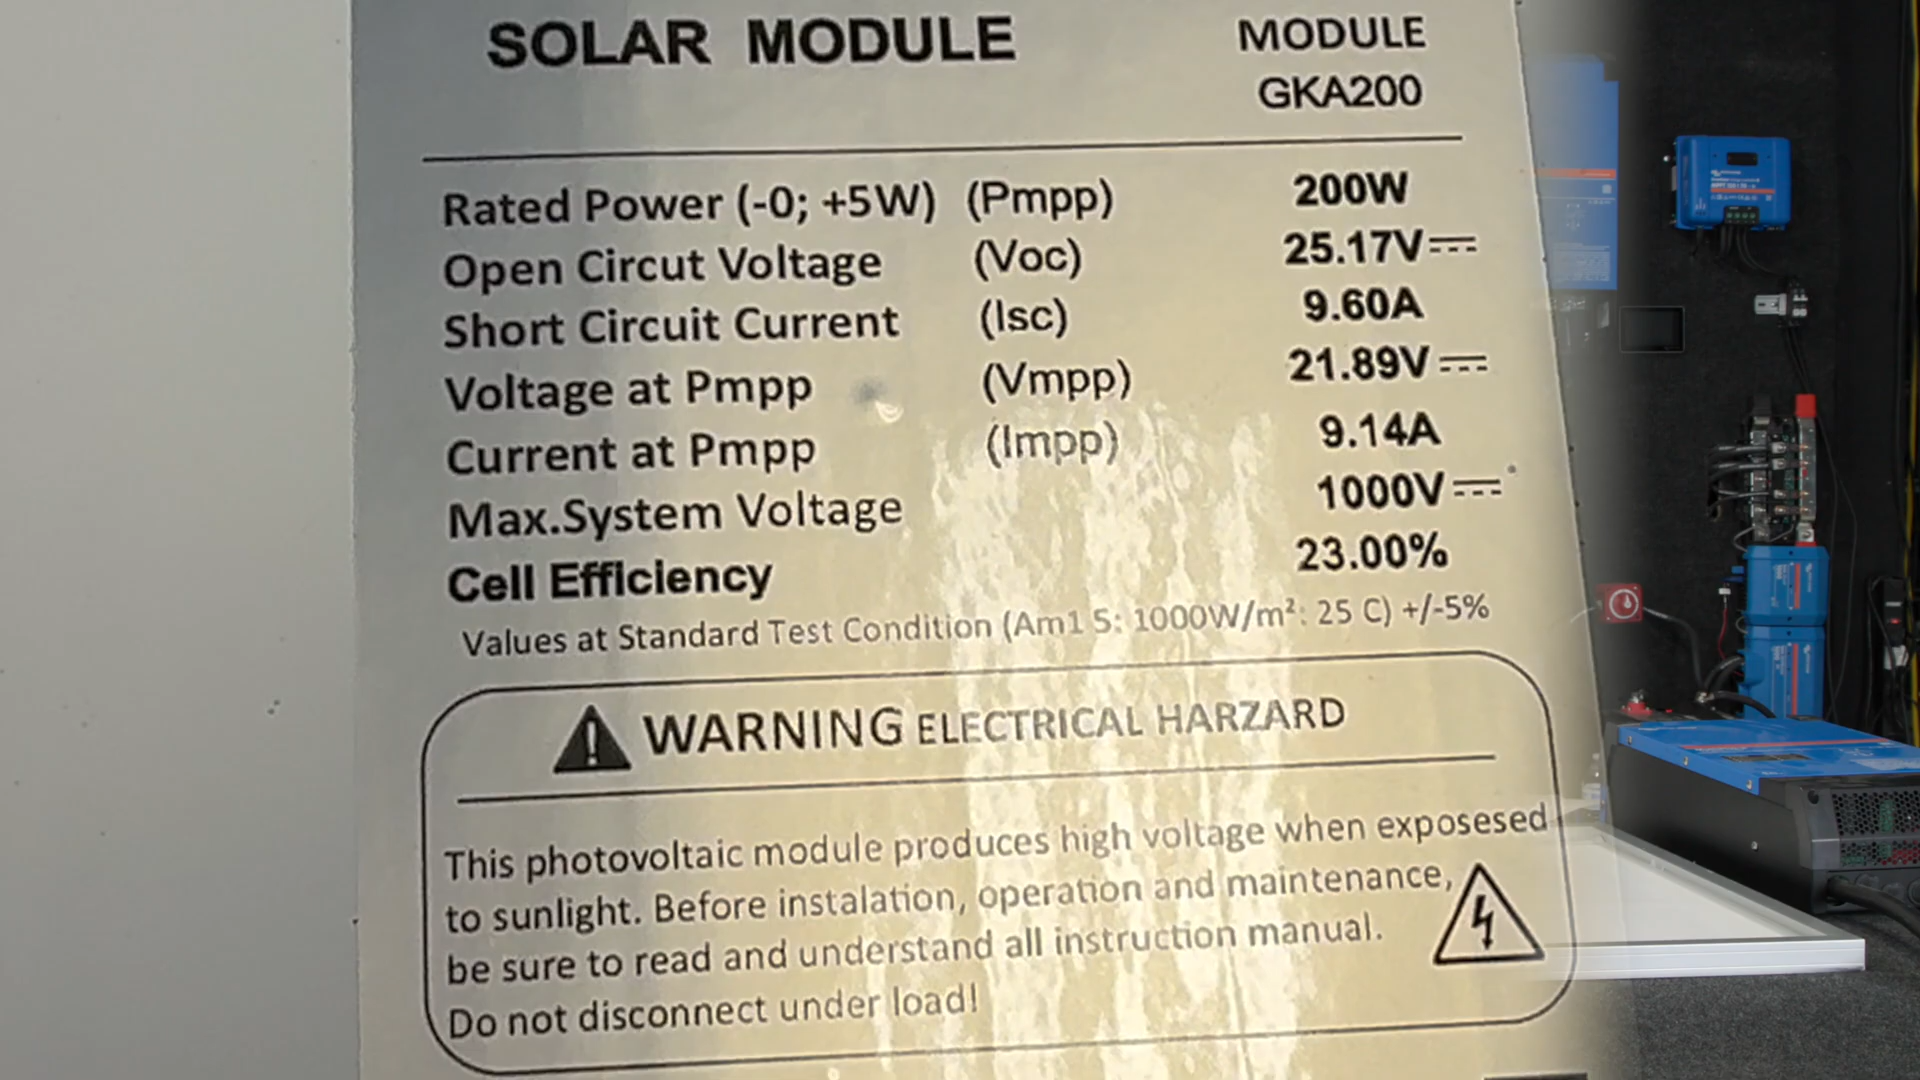 SOLAR MODULE
MODULE
GKA200
Rated Power (-0; +5W) (Pmpp) 200W
Open Circut Voltage (Voc) 25.17V⎓
Short Circuit Current (Isc) 9.60A
Voltage at Pmpp (Vmpp) 21.89V⎓
Current at Pmpp (Impp) 9.14A
Max.System Voltage 1000V⎓
Cell Efficiency 23.00%
Values at Standard Test Condition (Am1 5: 1000W/m²: 25 C) +/-5%
WARNING ELECTRICAL HARZARD
This photovoltaic module produces high voltage when exposesed
to sunlight. Before instalation, operation and maintenance,
be sure to read and understand all instruction manual.
Do not disconnect under load!